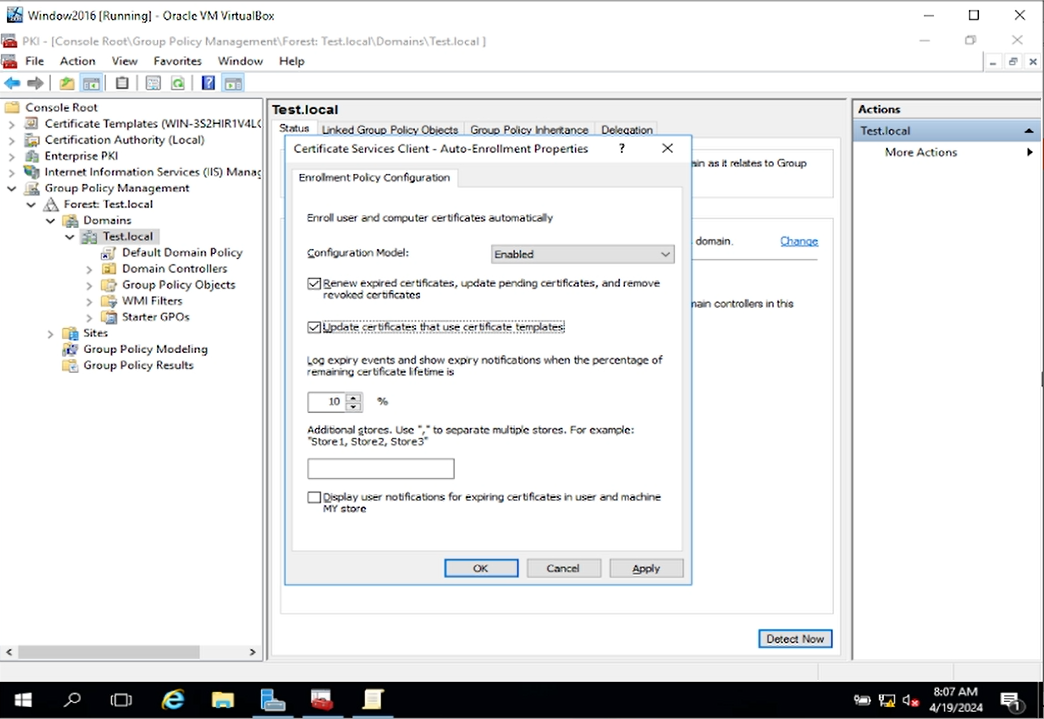 Window2016 [Running] - Oracle VM VirtualBox
PKI - [Console Root\Group Policy Management\Forest: Test.local\Domains\Test.local ]
File Action View Favorites Window Help
Console Root
Certificate Templates (WIN-3S2HIR1V4LC
Certification Authority (Local)
Enterprise PKI
Internet Information Services (IIS) Manag
Group Policy Management
Forest: Test.local
Domains
Test.local
Default Domain Policy
Domain Controllers
Group Policy Objects
WMI Filters
Starter GPOs
Sites
Group Policy Modeling
Group Policy Results
Test.local
Status Linked Group Policy Objects Group Policy Inheritance Delegation
ain as it relates to Group
domain. Change
main controllers in this
Detect Now
Certificate Services Client - Auto-Enrollment Properties ?
Enrollment Policy Configuration
Enroll user and computer certificates automatically
Configuration Model: Enabled
Renew expired certificates, update pending certificates, and remove
revoked certificates
Update certificates that use certificate templates
Log expiry events and show expiry notifications when the percentage of
remaining certificate lifetime is
10 %
Additional stores. Use "," to separate multiple stores. For example:
"Store1, Store2, Store3"
Display user notifications for expiring certificates in user and machine
MY store
OK Cancel Apply
Actions
Test.local
More Actions
8:07 AM
4/19/2024
1